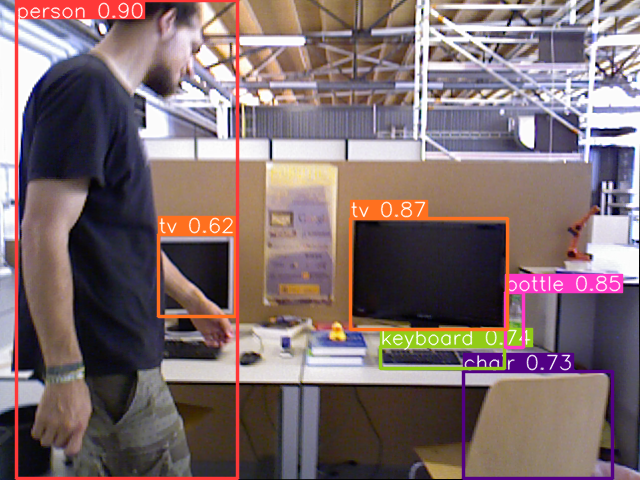 person 0.90
tv 0.62
tv 0.87
bottle 0.85
keyboard 0.74
chair 0.73